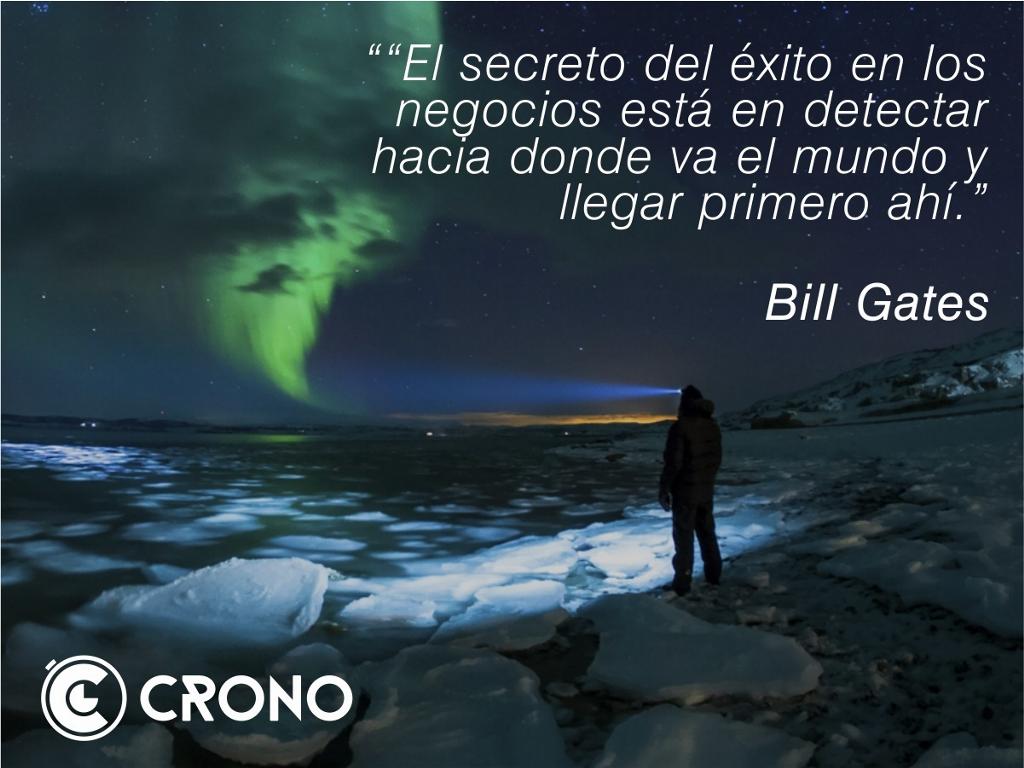 ““El secreto del éxito en los
negocios está en detectar
hacia donde va el mundo y
llegar primero ahí.”
Bill Gates
CRONO